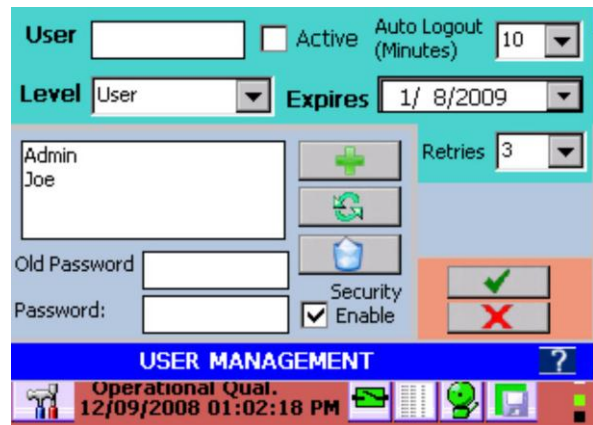 User Active Auto Logout
(Minutes) 10
Level User Expires 1/ 8/2009
Admin
Joe
Retries 3
Old Password
Password:
Security
Enable
USER MANAGEMENT ?
Operational Qual.
12/09/2008 01:02:18 PM